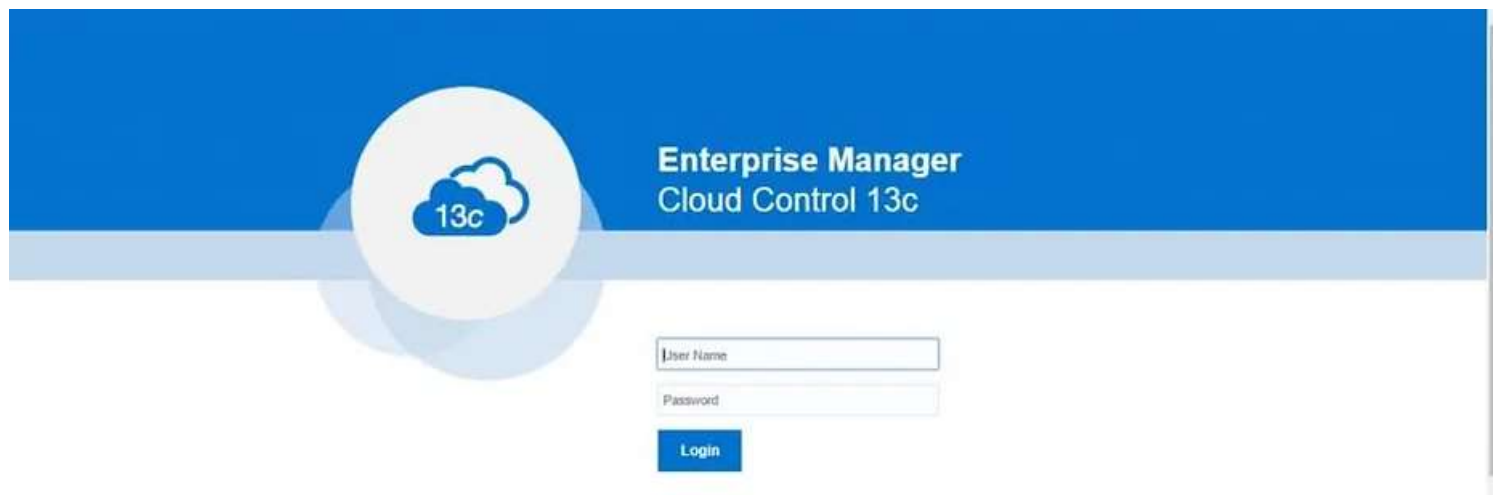 13c
Enterprise Manager
Cloud Control 13c
User Name
Password
Login